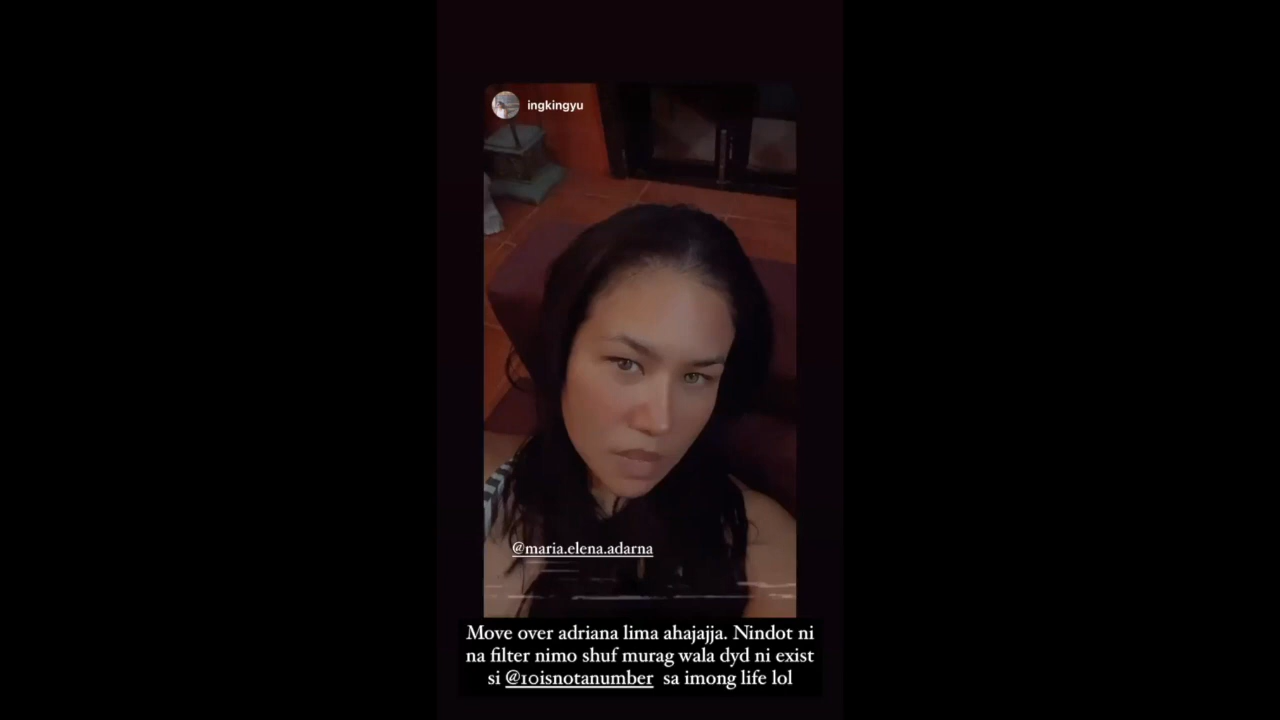 ingkingyu
@maria.elena.adarna
Move over adriana lima ahajajja. Nindot ni
na filter nimo shuf murag wala dyd ni exist
si @10isnotanumber sa imong life lol